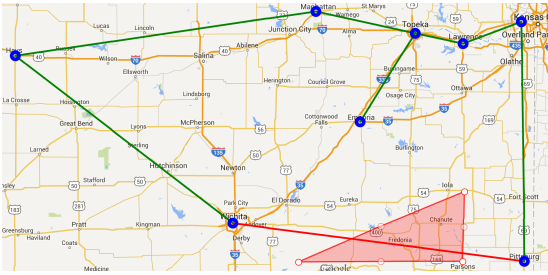 Manhattan
St Marys
Wamego
Kansas C
Lucas
Lincoln
Topeka
Junction City
Alma
Lawrence
Overland Park
Hays
Russell
Wilson
Salina
Abilene
Olathe
Ellsworth
Burlingame
La Crosse
Hoisington
Lindsborg
Herington
Council Grove
Osage City
Ottawa
Great Bend
Lyons
McPherson
Cottonwood
Falls
Emporia
Larned
Sterling
Hutchinson
Newton
Burlington
nsley
Stafford
Park City
El Dorado
Eureka
Iola
Fort Scott
Pratt
Kingman
Wichita
Chanute
Greensburg
Haviland
Coats
Derby
Fredonia
Medicine
Parsons
Pittsburg